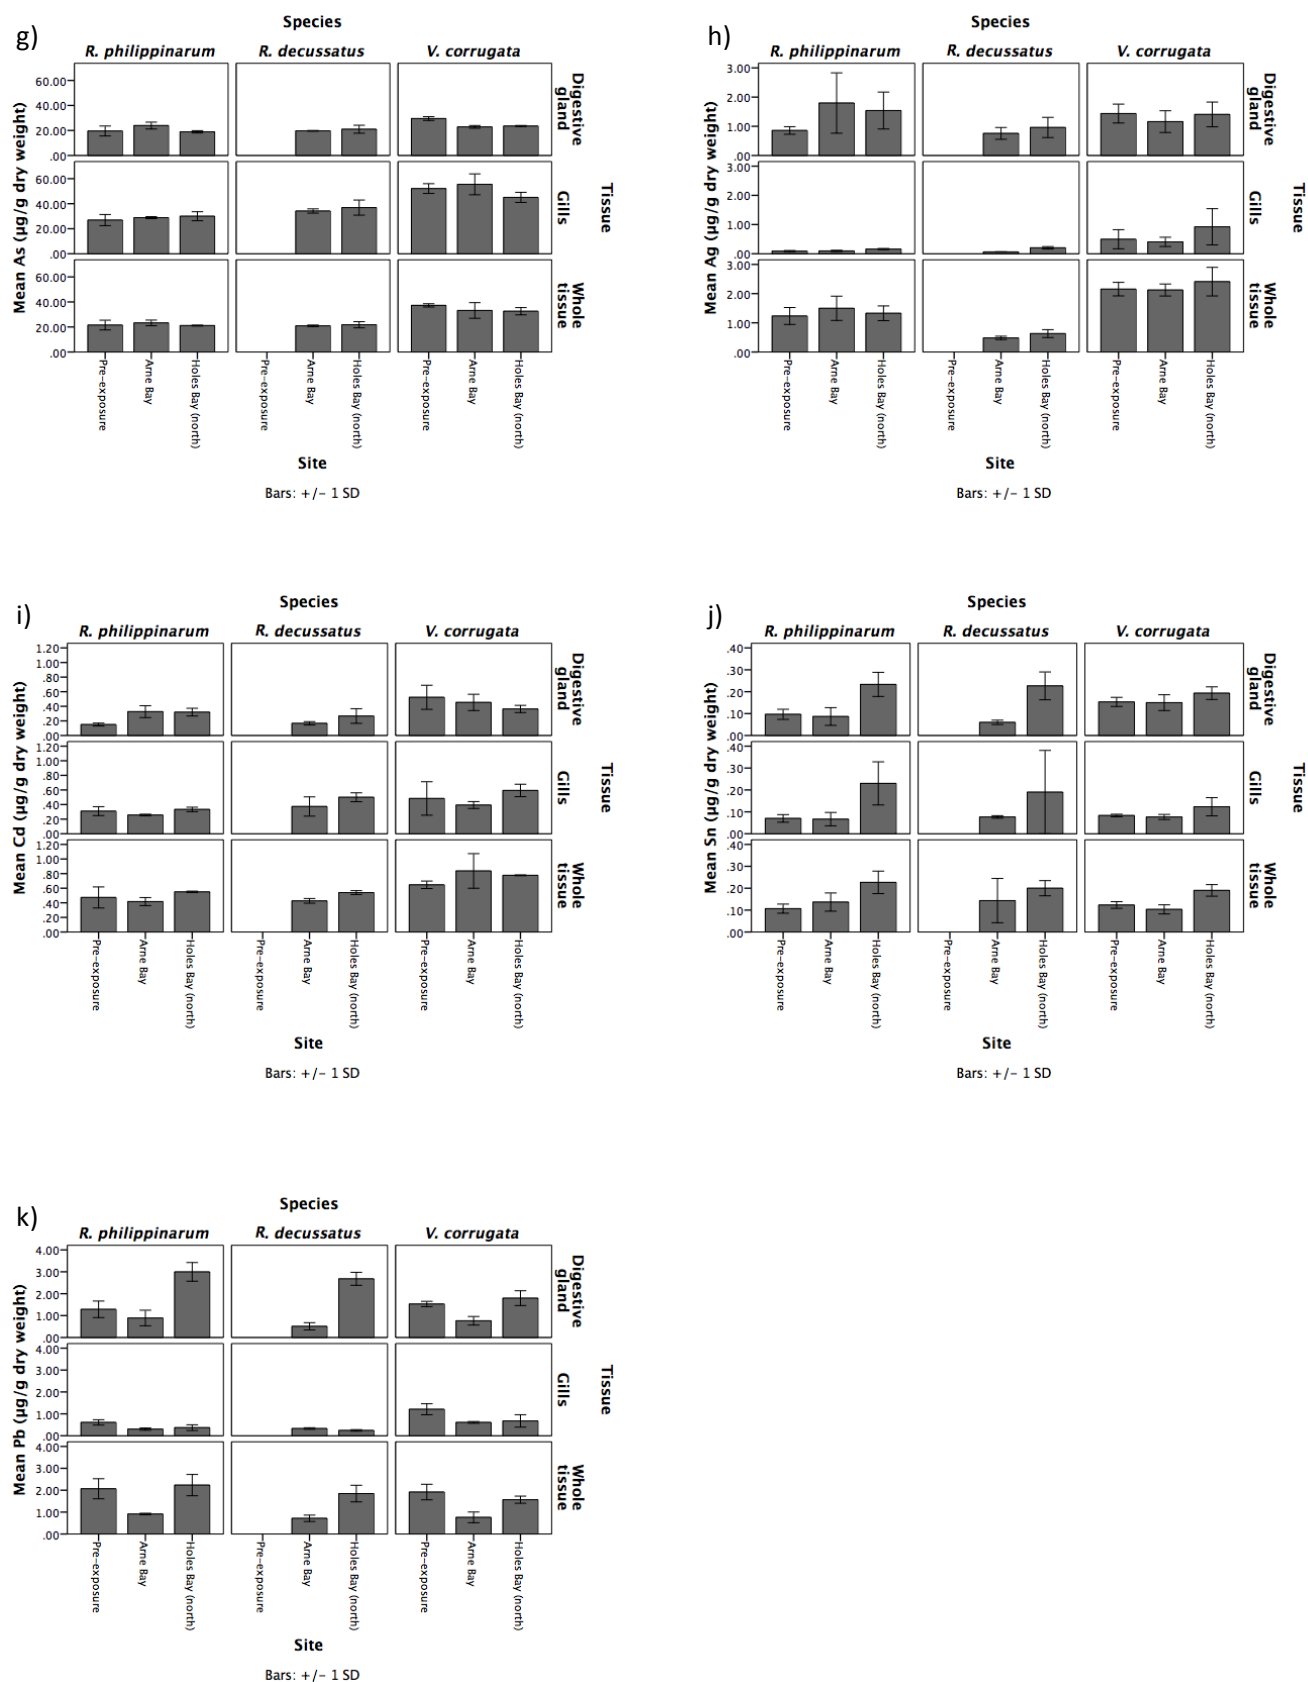 g)
Species
R. philippinarum R. decussatus V. corrugata
Mean As (µg/g dry weight)
60.00
40.00
20.00
.00
Digestive gland
60.00
40.00
20.00
.00
Gills
60.00
40.00
20.00
.00
Whole tissue
Tissue
Pre-exposure Arne Bay Holes Bay (north) Pre-exposure Arne Bay Holes Bay (north) Pre-exposure Arne Bay Holes Bay (north)
Site
Bars: +/- 1 SD
h)
Species
R. philippinarum R. decussatus V. corrugata
Mean Ag (µg/g dry weight)
3.00
2.00
1.00
.00
Digestive gland
3.00
2.00
1.00
.00
Gills
3.00
2.00
1.00
.00
Whole tissue
Tissue
Pre-exposure Arne Bay Holes Bay (north) Pre-exposure Arne Bay Holes Bay (north) Pre-exposure Arne Bay Holes Bay (north)
Site
Bars: +/- 1 SD
i)
Species
R. philippinarum R. decussatus V. corrugata
Mean Cd (µg/g dry weight)
1.20
1.00
.80
.60
.40
.20
.00
Digestive gland
1.20
1.00
.80
.60
.40
.20
.00
Gills
1.20
1.00
.80
.60
.40
.20
.00
Whole tissue
Tissue
Pre-exposure Arne Bay Holes Bay (north) Pre-exposure Arne Bay Holes Bay (north) Pre-exposure Arne Bay Holes Bay (north)
Site
Bars: +/- 1 SD
j)
Species
R. philippinarum R. decussatus V. corrugata
Mean Sn (µg/g dry weight)
.40
.30
.20
.10
.00
Digestive gland
.40
.30
.20
.10
.00
Gills
.40
.30
.20
.10
.00
Whole tissue
Tissue
Pre-exposure Arne Bay Holes Bay (north) Pre-exposure Arne Bay Holes Bay (north) Pre-exposure Arne Bay Holes Bay (north)
Site
Bars: +/- 1 SD
k)
Species
R. philippinarum R. decussatus V. corrugata
Mean Pb (µg/g dry weight)
4.00
3.00
2.00
1.00
.00
Digestive gland
4.00
3.00
2.00
1.00
.00
Gills
4.00
3.00
2.00
1.00
.00
Whole tissue
Tissue
Pre-exposure Arne Bay Holes Bay (north) Pre-exposure Arne Bay Holes Bay (north) Pre-exposure Arne Bay Holes Bay (north)
Site
Bars: +/- 1 SD